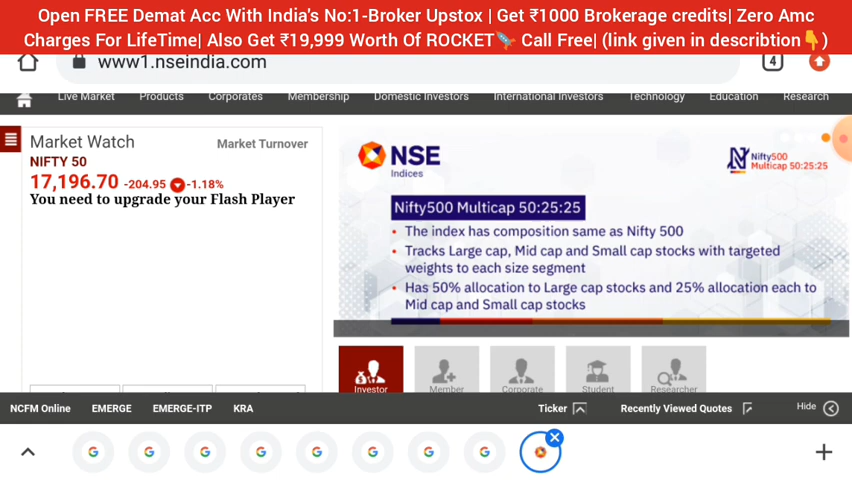 Open FREE Demat Acc With India's No:1-Broker Upstox | Get ₹1000 Brokerage credits| Zero Amc
Charges For LifeTime| Also Get ₹19,999 Worth Of ROCKET🚀 Call Free| (link given in describtion👇)
www1.nseindia.com
4
Live Market Products Corporates Membership Domestic Investors International Investors Technology Education Research
Market Watch
Market Turnover
NIFTY 50
17,196.70 -204.95 -1.18%
You need to upgrade your Flash Player
NSE
Indices
Nifty500
Multicap 50:25:25
Nifty500 Multicap 50:25:25
• The index has composition same as Nifty 500
• Tracks Large cap, Mid cap and Small cap stocks with targeted
weights to each size segment
• Has 50% allocation to Large cap stocks and 25% allocation each to
Mid cap and Small cap stocks
Investor Member Corporate Student Researcher
NCFM Online EMERGE EMERGE-ITP KRA Ticker Recently Viewed Quotes Hide